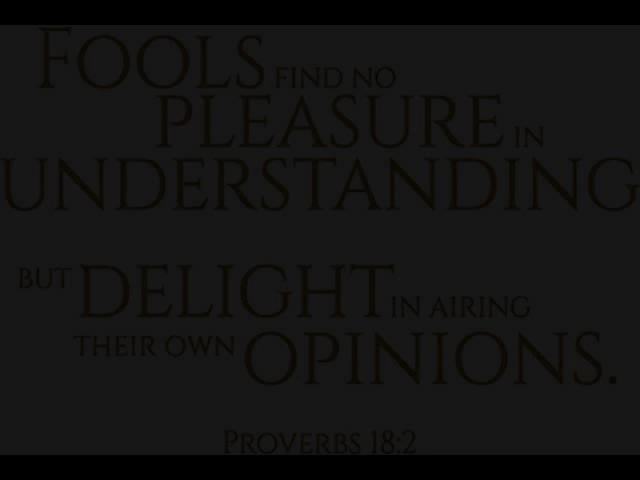 FOOLS FIND NO
PLEASURE IN
UNDERSTANDING
BUT DELIGHT IN AIRING
THEIR OWN OPINIONS.
PROVERBS 18:2